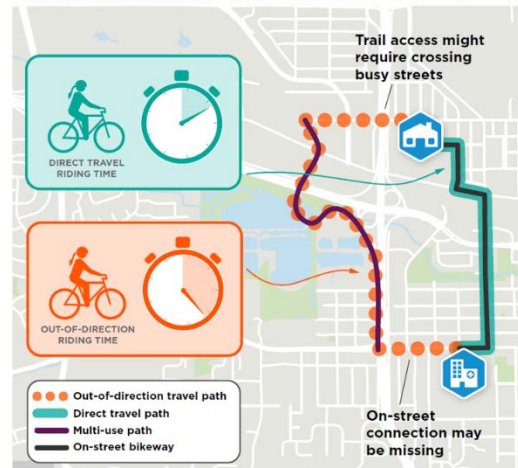 Trail access might
require crossing
busy streets
DIRECT TRAVEL
RIDING TIME
OUT-OF-DIRECTION
RIDING TIME
Out-of-direction travel path
Direct travel path
Multi-use path
On-street bikeway
On-street
connection may
be missing